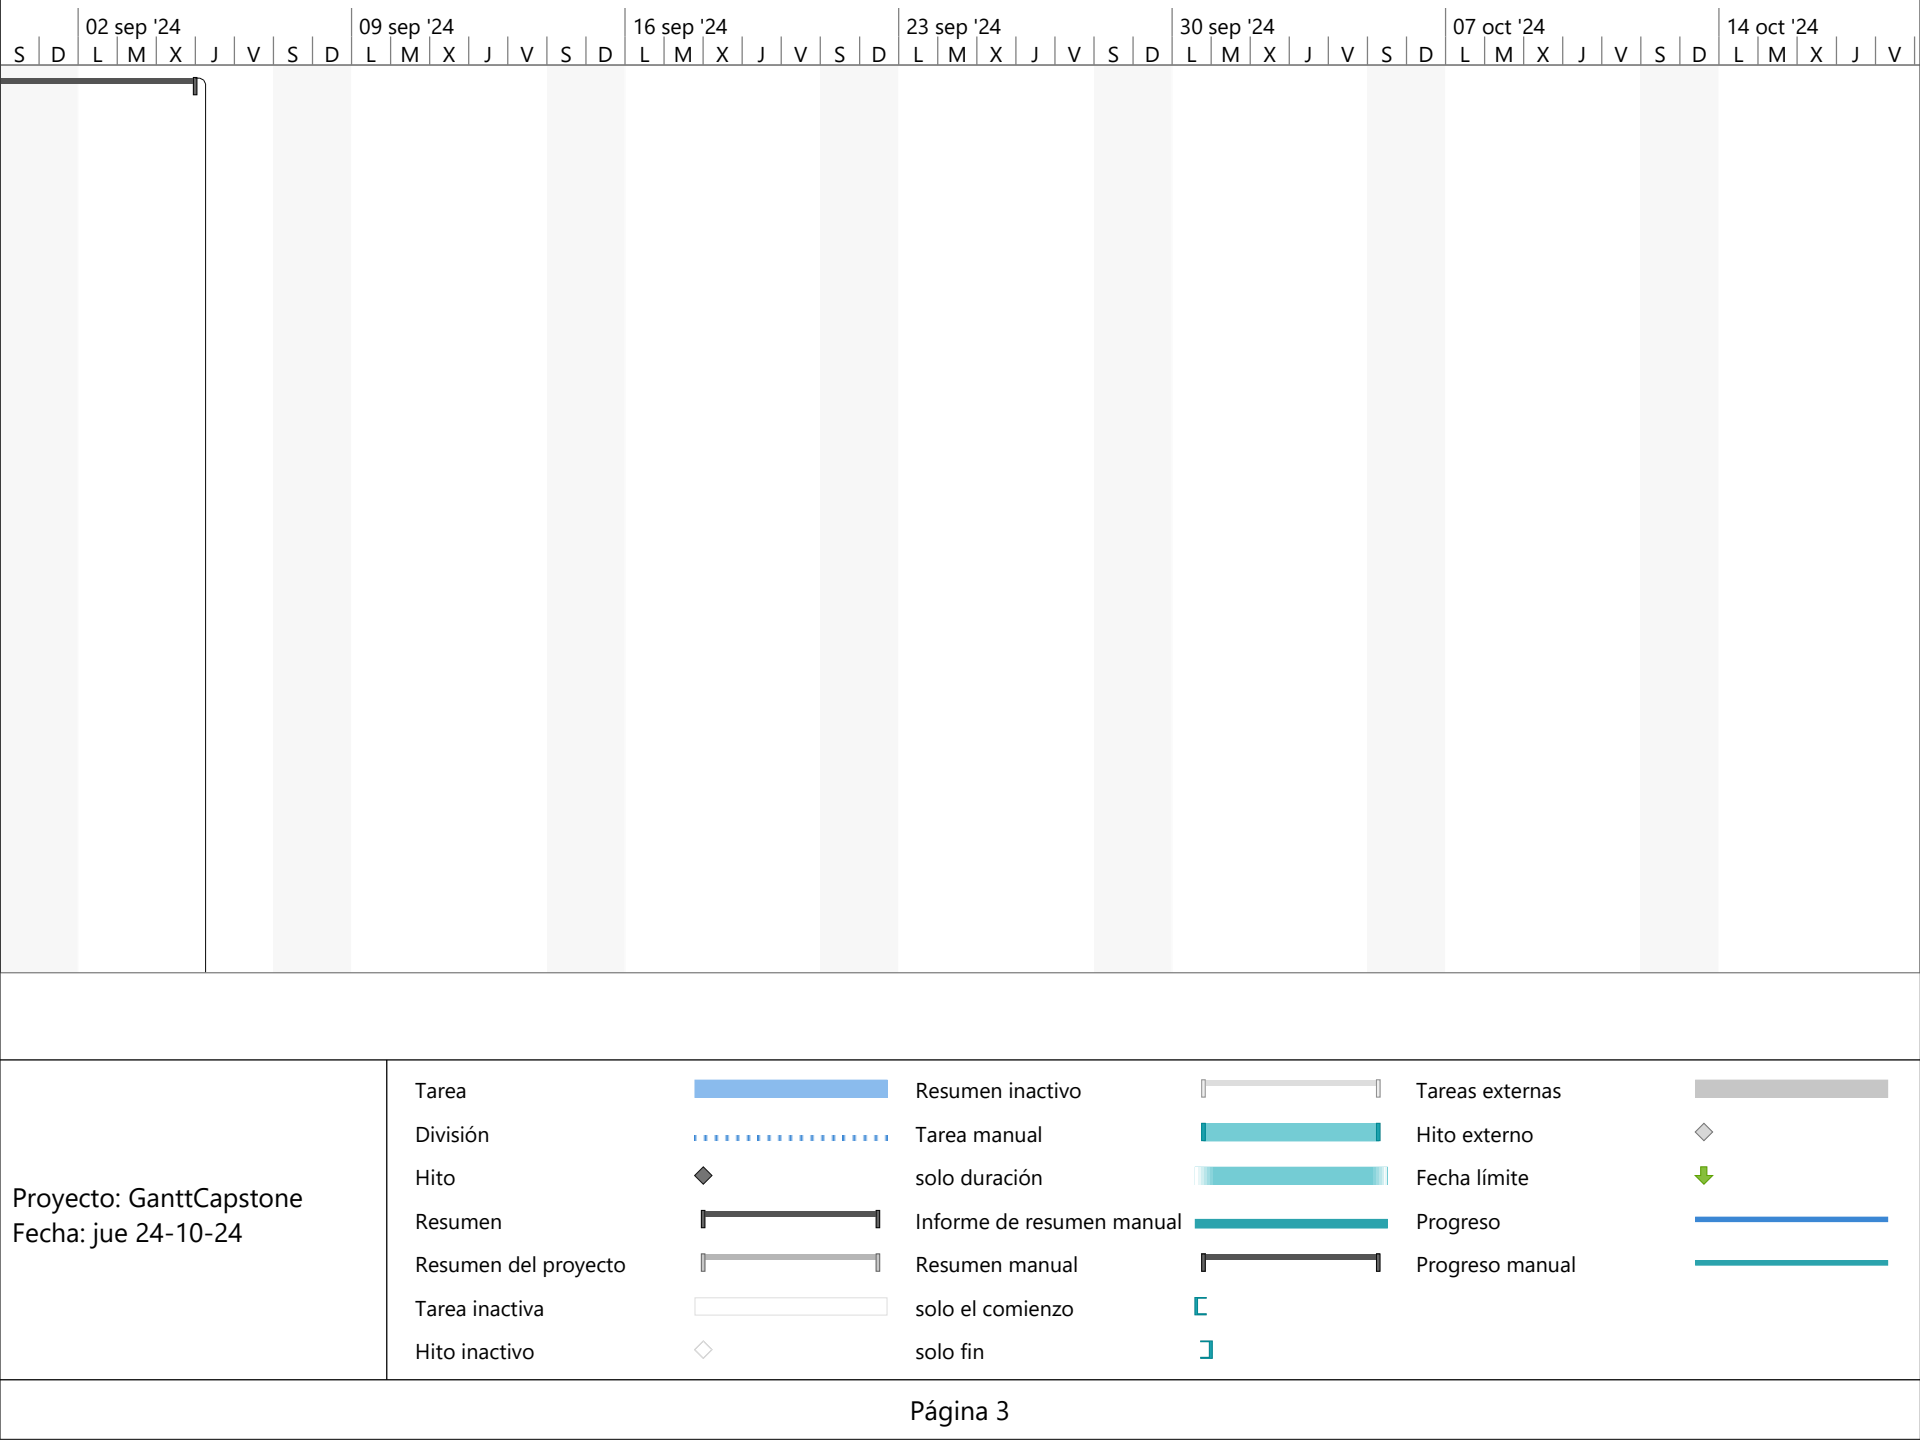 02 sep '24 09 sep '24 16 sep '24 23 sep '24 30 sep '24 07 oct '24 14 oct '24
S D L M X J V S D L M X J V S D L M X J V S D L M X J V S D L M X J V S D L M X J V S D L M X J V
Tarea
División
Hito
Resumen
Resumen del proyecto
Tarea inactiva
Hito inactivo
Resumen inactivo
Tarea manual
solo duración
Informe de resumen manual
Resumen manual
solo el comienzo
solo fin
Tareas externas
Hito externo
Fecha límite
Progreso
Progreso manual
Proyecto: GanttCapstone
Fecha: jue 24-10-24
Página 3